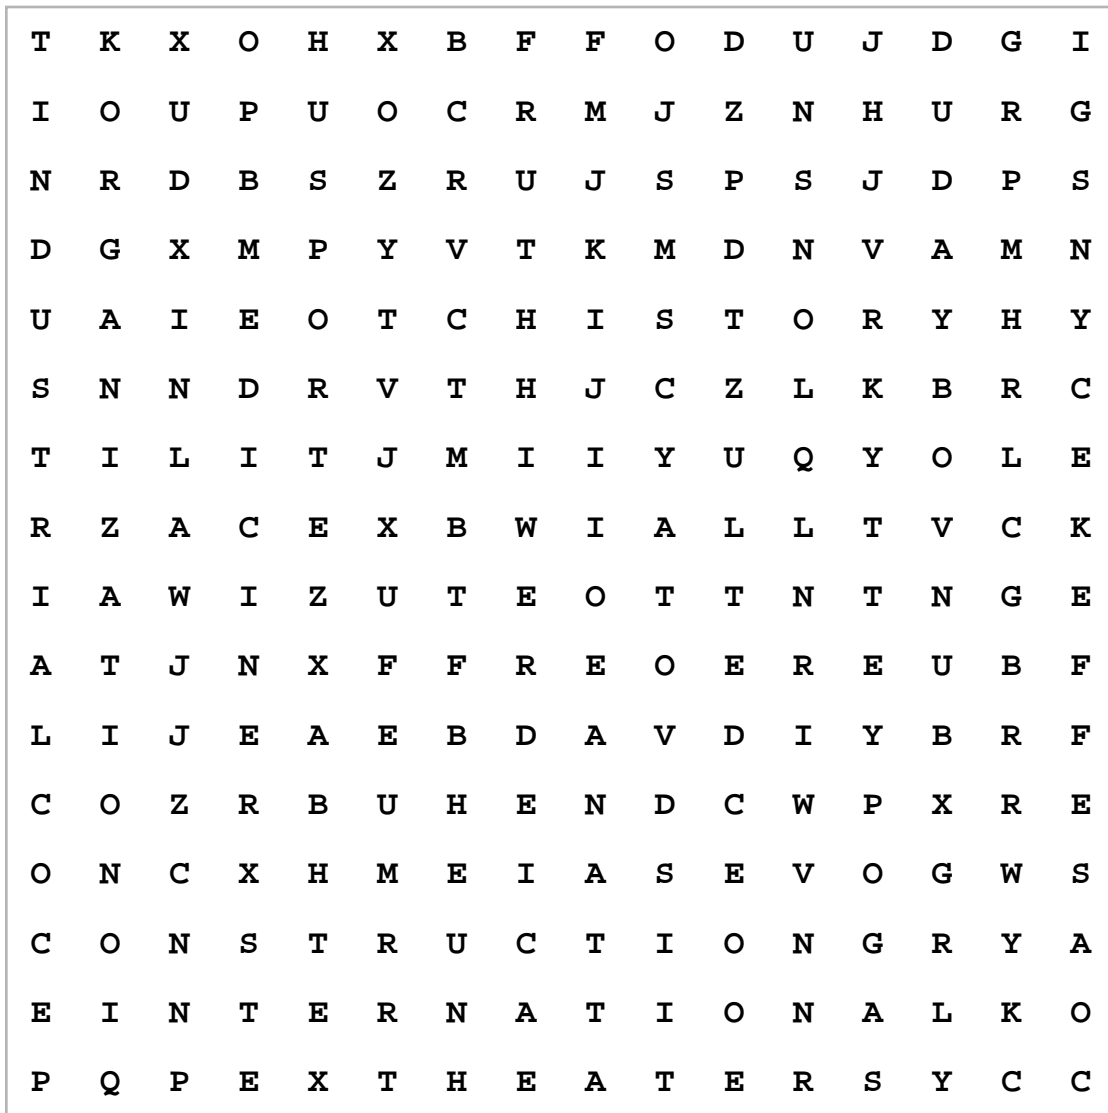 T K X O H X B F F O D U J D G I
I O U P U O C R M J Z N H U R G
N R D B S Z R U J S P S J D P S
D G X M P Y V T K M D N V A M N
U A I E O T C H I S T O R Y H Y
S N N D R V T H J C Z L K B R C
T I L I T J M I I Y U Q Y O L E
R Z A C E X B W I A L L T V C K
I A W I Z U T E O T T N T N G E
A T J N X F F R E O E R E U B F
L I J E A E B D A V D I Y B R F
C O Z R B U H E N D C W P X R E
O N C X H M E I A S E V O G W S
C O N S T R U C T I O N G R Y A
E I N T E R N A T I O N A L K O
P Q P E X T H E A T E R S Y C C